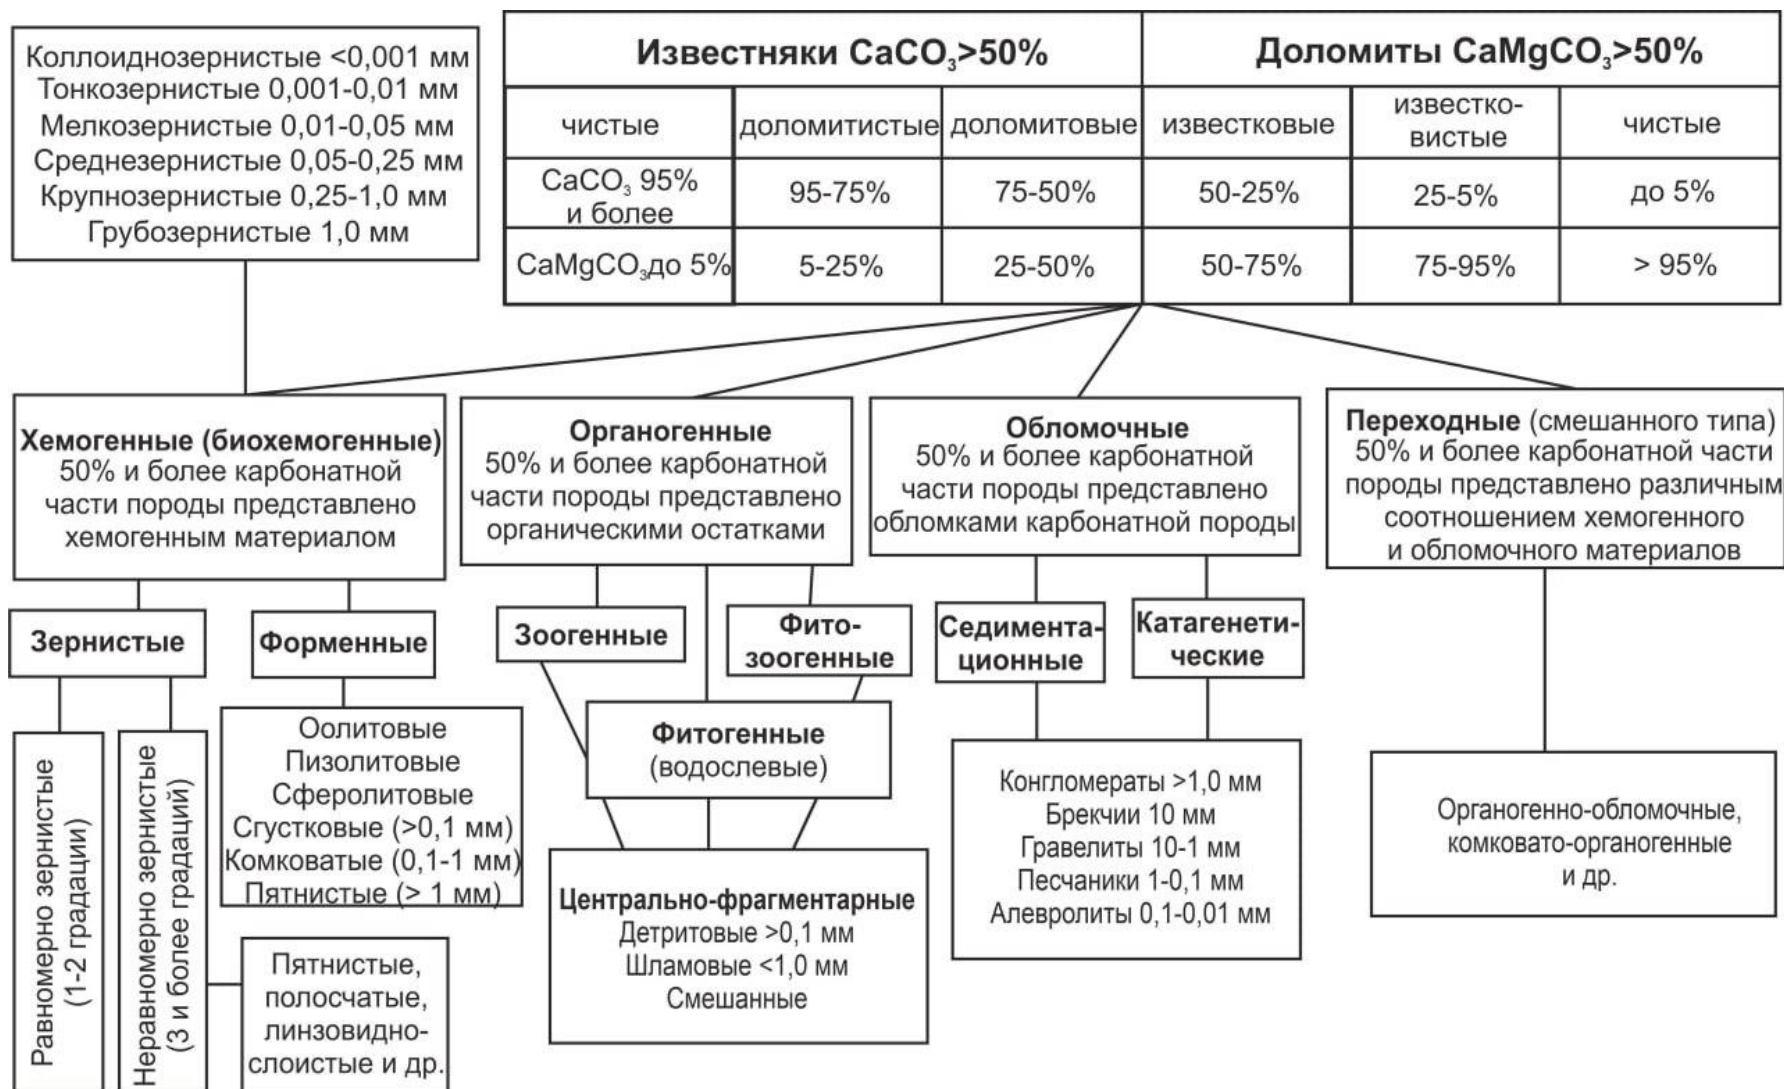 Коллоиднозернистые <0,001 мм
Тонкозернистые 0,001-0,01 мм
Мелкозернистые 0,01-0,05 мм
Среднезернистые 0,05-0,25 мм
Крупнозернистые 0,25-1,0 мм
Грубозернистые 1,0 мм
Известняки CaCO₃>50%
Доломиты CaMgCO₃>50%
чистые
доломитистые
доломитовые
известковые
известко-
вистые
чистые
CaCO₃ 95%
и более
95-75%
75-50%
50-25%
25-5%
до 5%
CaMgCO₃до 5%
5-25%
25-50%
50-75%
75-95%
> 95%
Хемогенные (биохемогенные)
50% и более карбонатной
части породы представлено
хемогенным материалом
Органогенные
50% и более карбонатной
части породы представлено
органическими остатками
Обломочные
50% и более карбонатной
части породы представлено
обломками карбонатной породы
Переходные (смешанного типа)
50% и более карбонатной части
породы представлено различным
соотношением хемогенного
и обломочного материалов
Зернистые
Форменные
Зоогенные
Фито-
зоогенные
Седимента-
ционные
Катагенети-
ческие
Равномерно зернистые
(1-2 градации)
Неравномерно зернистые
(3 и более градаций)
Оолитовые
Пизолитовые
Сферолитовые
Сгустковые (>0,1 мм)
Комковатые (0,1-1 мм)
Пятнистые (> 1 мм)
Фитогенные
(водослевые)
Конгломераты >1,0 мм
Брекчии 10 мм
Гравелиты 10-1 мм
Песчаники 1-0,1 мм
Алевролиты 0,1-0,01 мм
Органогенно-обломочные,
комковато-органогенные
и др.
Центрально-фрагментарные
Детритовые >0,1 мм
Шламовые <1,0 мм
Смешанные
Пятнистые,
полосчатые,
линзовидно-
слоистые и др.